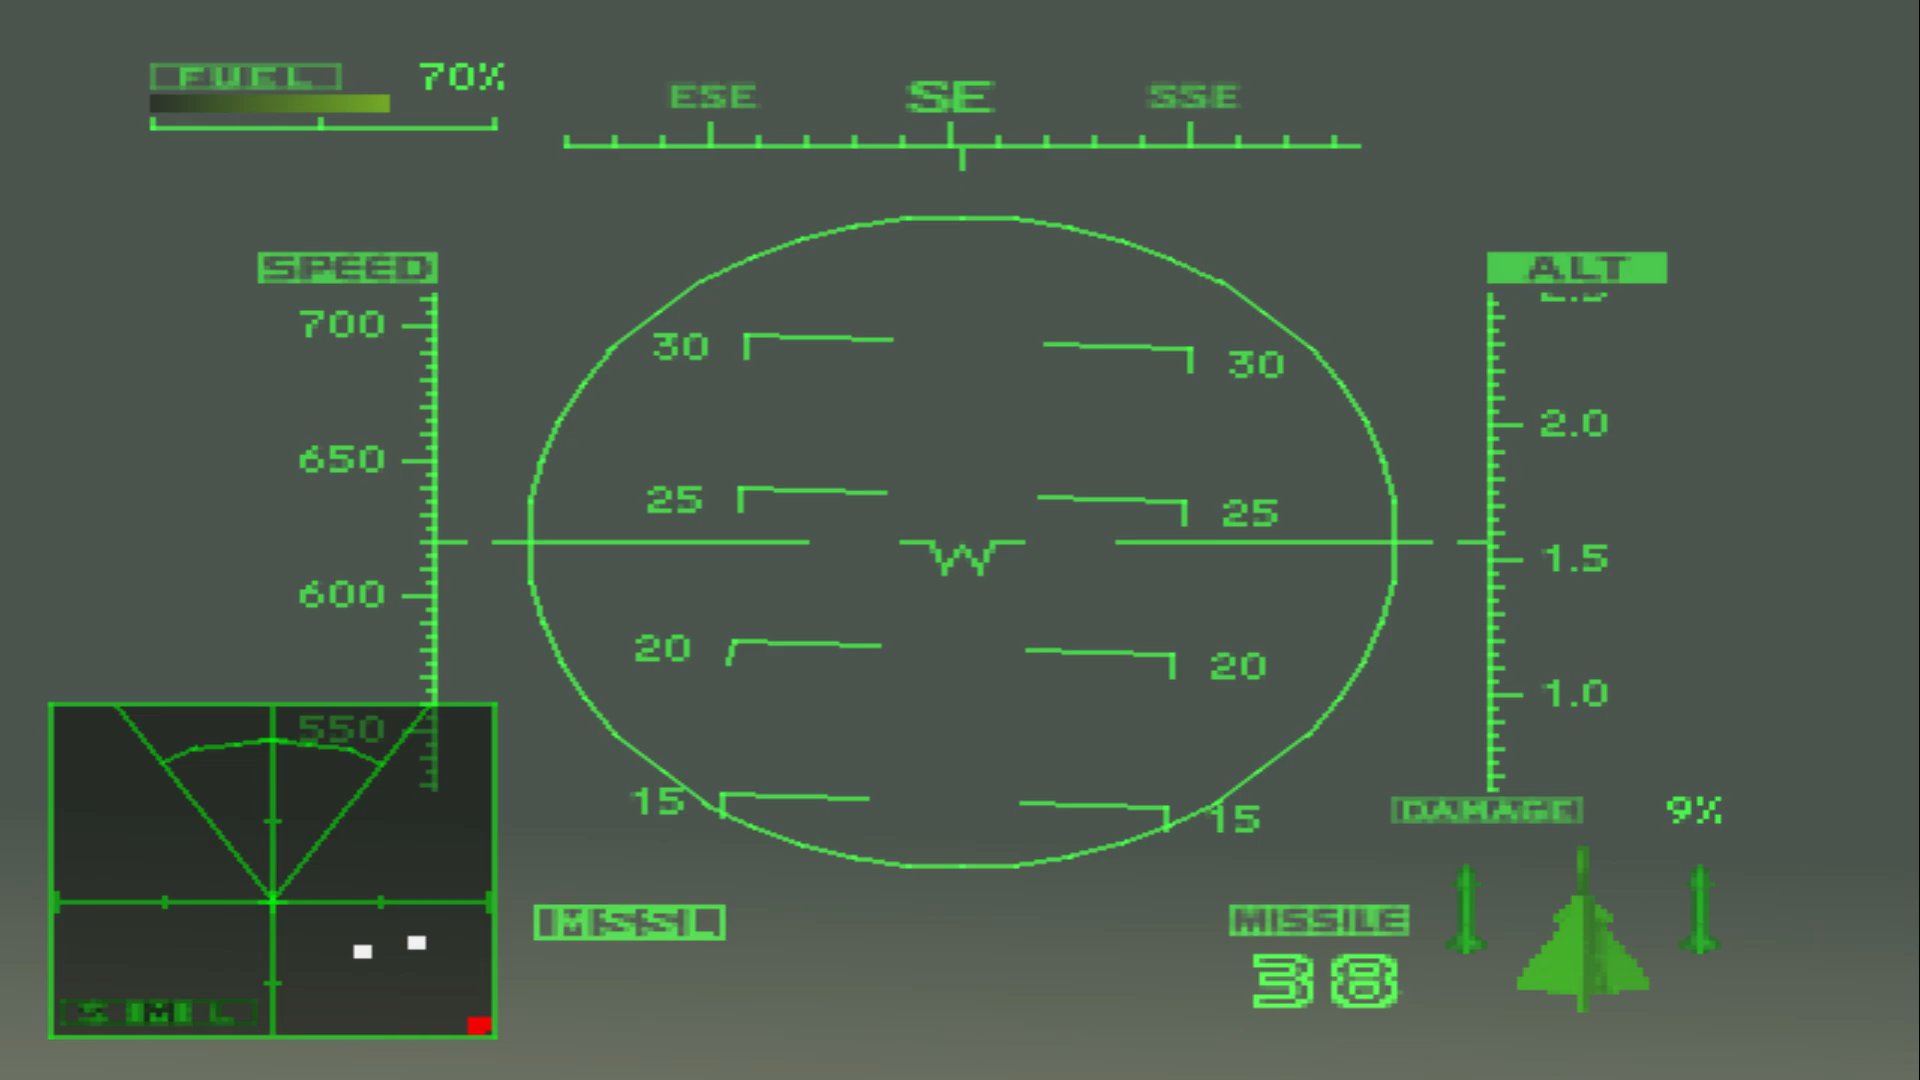 FUEL 70%
ESE SE SSE
SPEED
ALT
700
30 30
2.0
650
25 25
1.5
600
20 20
1.0
550
15 15
DAMAGE 9%
MSSL
MISSILE
38